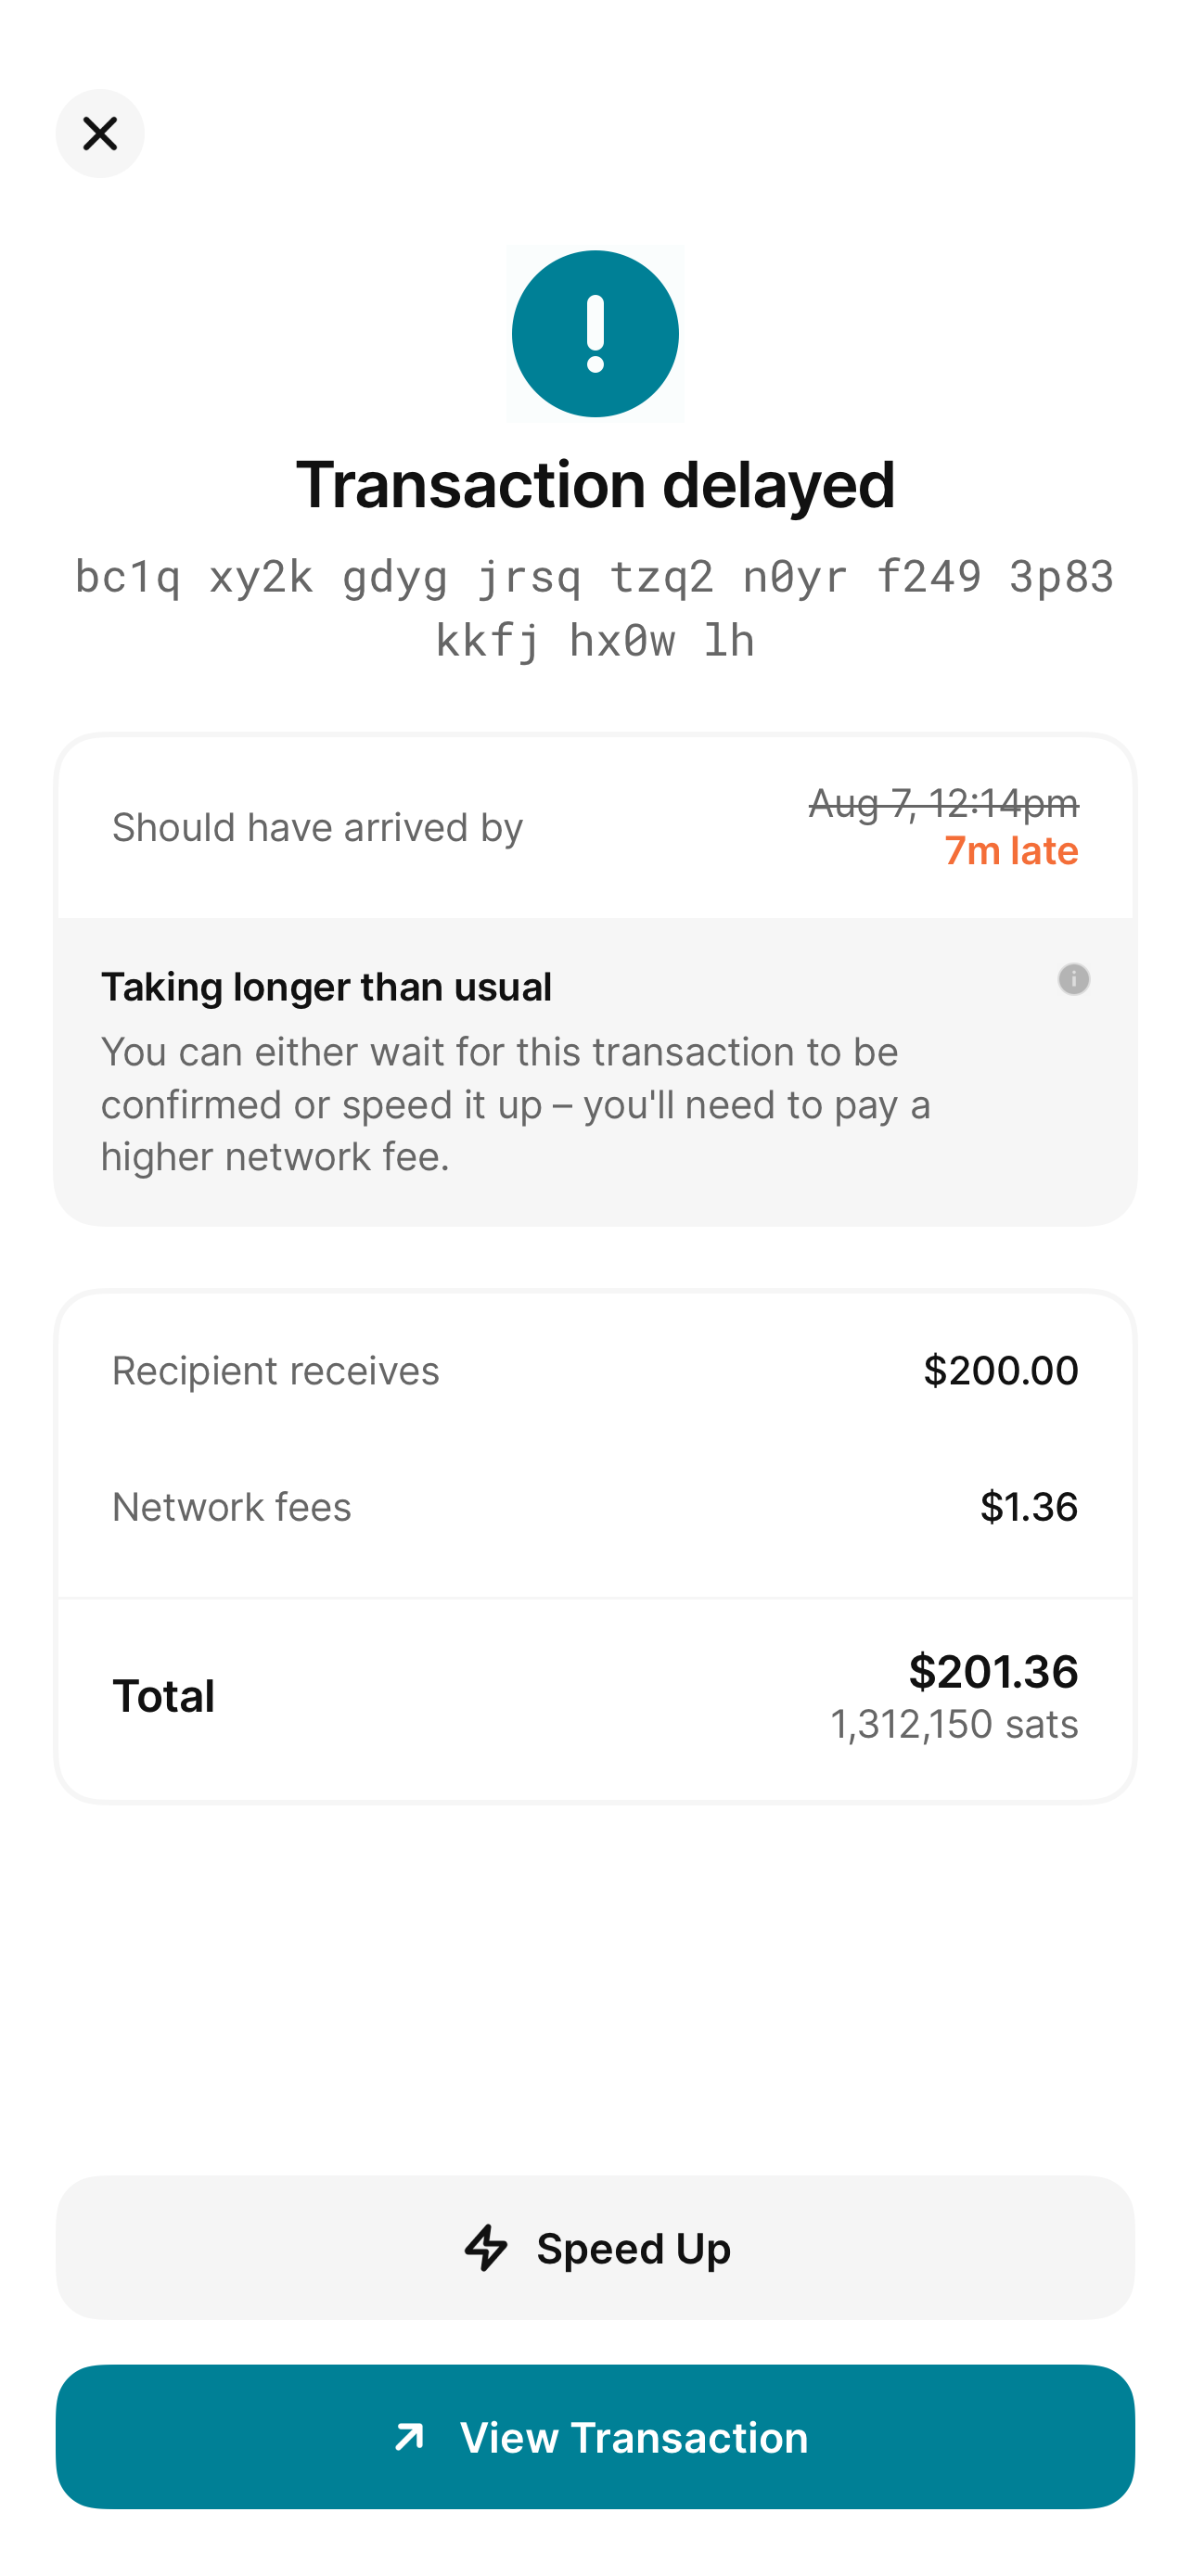 Transaction delayed
bc1q xy2k gdyg jrsq tzq2 n0yr f249 3p83
kkfj hx0w lh
Should have arrived by
Aug 7, 12:14pm
7m late
Taking longer than usual
You can either wait for this transaction to be
confirmed or speed it up – you'll need to pay a
higher network fee.
Recipient receives
$200.00
Network fees
$1.36
Total
$201.36
1,312,150 sats
Speed Up
View Transaction